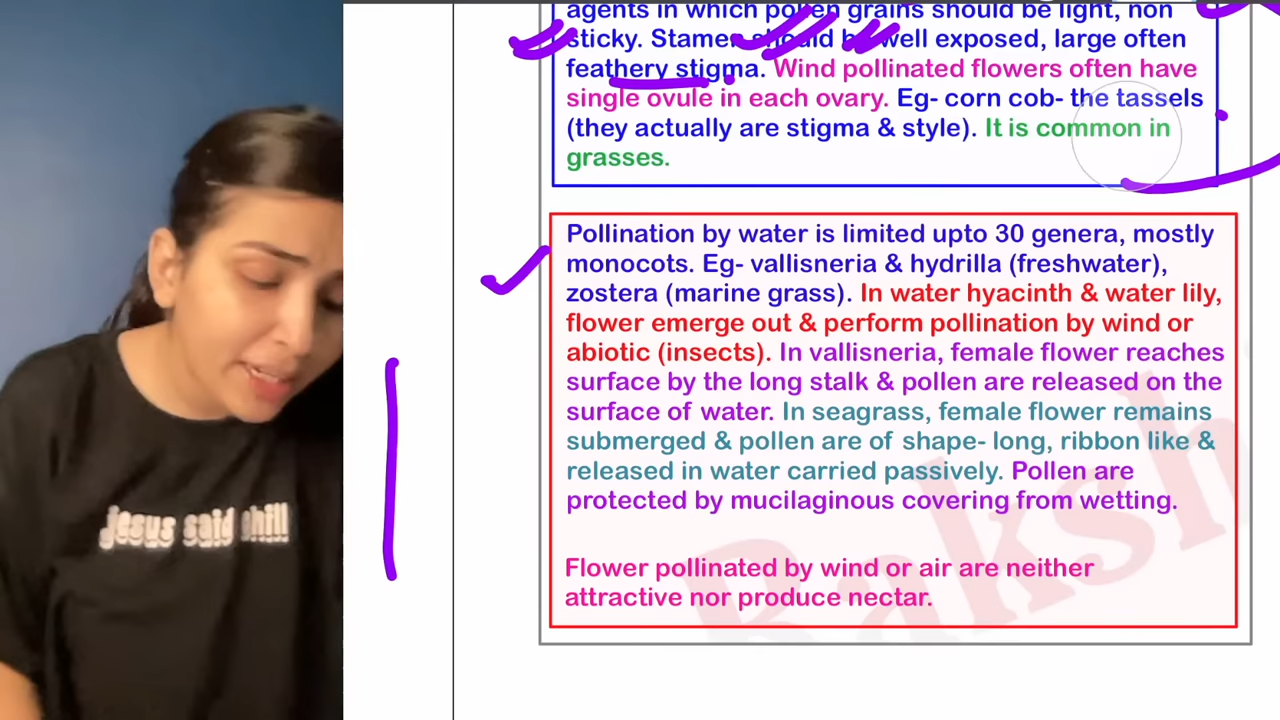 agents in which pollen grains should be light, non
sticky. Stamen should be well exposed, large often
feathery stigma. Wind pollinated flowers often have
single ovule in each ovary. Eg- corn cob- the tassels
(they actually are stigma & style). It is common in
grasses.
Pollination by water is limited upto 30 genera, mostly
monocots. Eg- vallisneria & hydrilla (freshwater),
zostera (marine grass). In water hyacinth & water lily,
flower emerge out & perform pollination by wind or
abiotic (insects). In vallisneria, female flower reaches
surface by the long stalk & pollen are released on the
surface of water. In seagrass, female flower remains
submerged & pollen are of shape- long, ribbon like &
released in water carried passively. Pollen are
protected by mucilaginous covering from wetting.
Flower pollinated by wind or air are neither
attractive nor produce nectar.
Baksh
jesus said chill